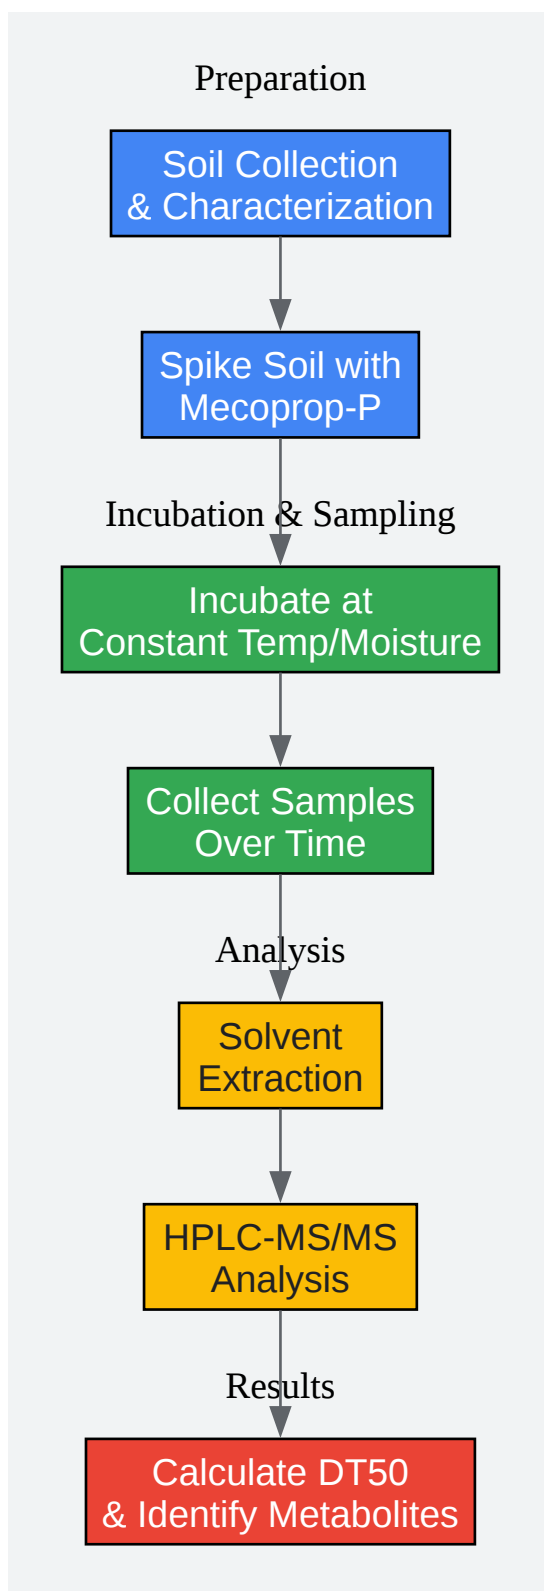 Preparation
Soil Collection
& Characterization
Spike Soil with
Mecoprop-P
Incubation & Sampling
Incubate at
Constant Temp/Moisture
Collect Samples
Over Time
Analysis
Solvent
Extraction
HPLC-MS/MS
Analysis
Results
Calculate DT50
& Identify Metabolites